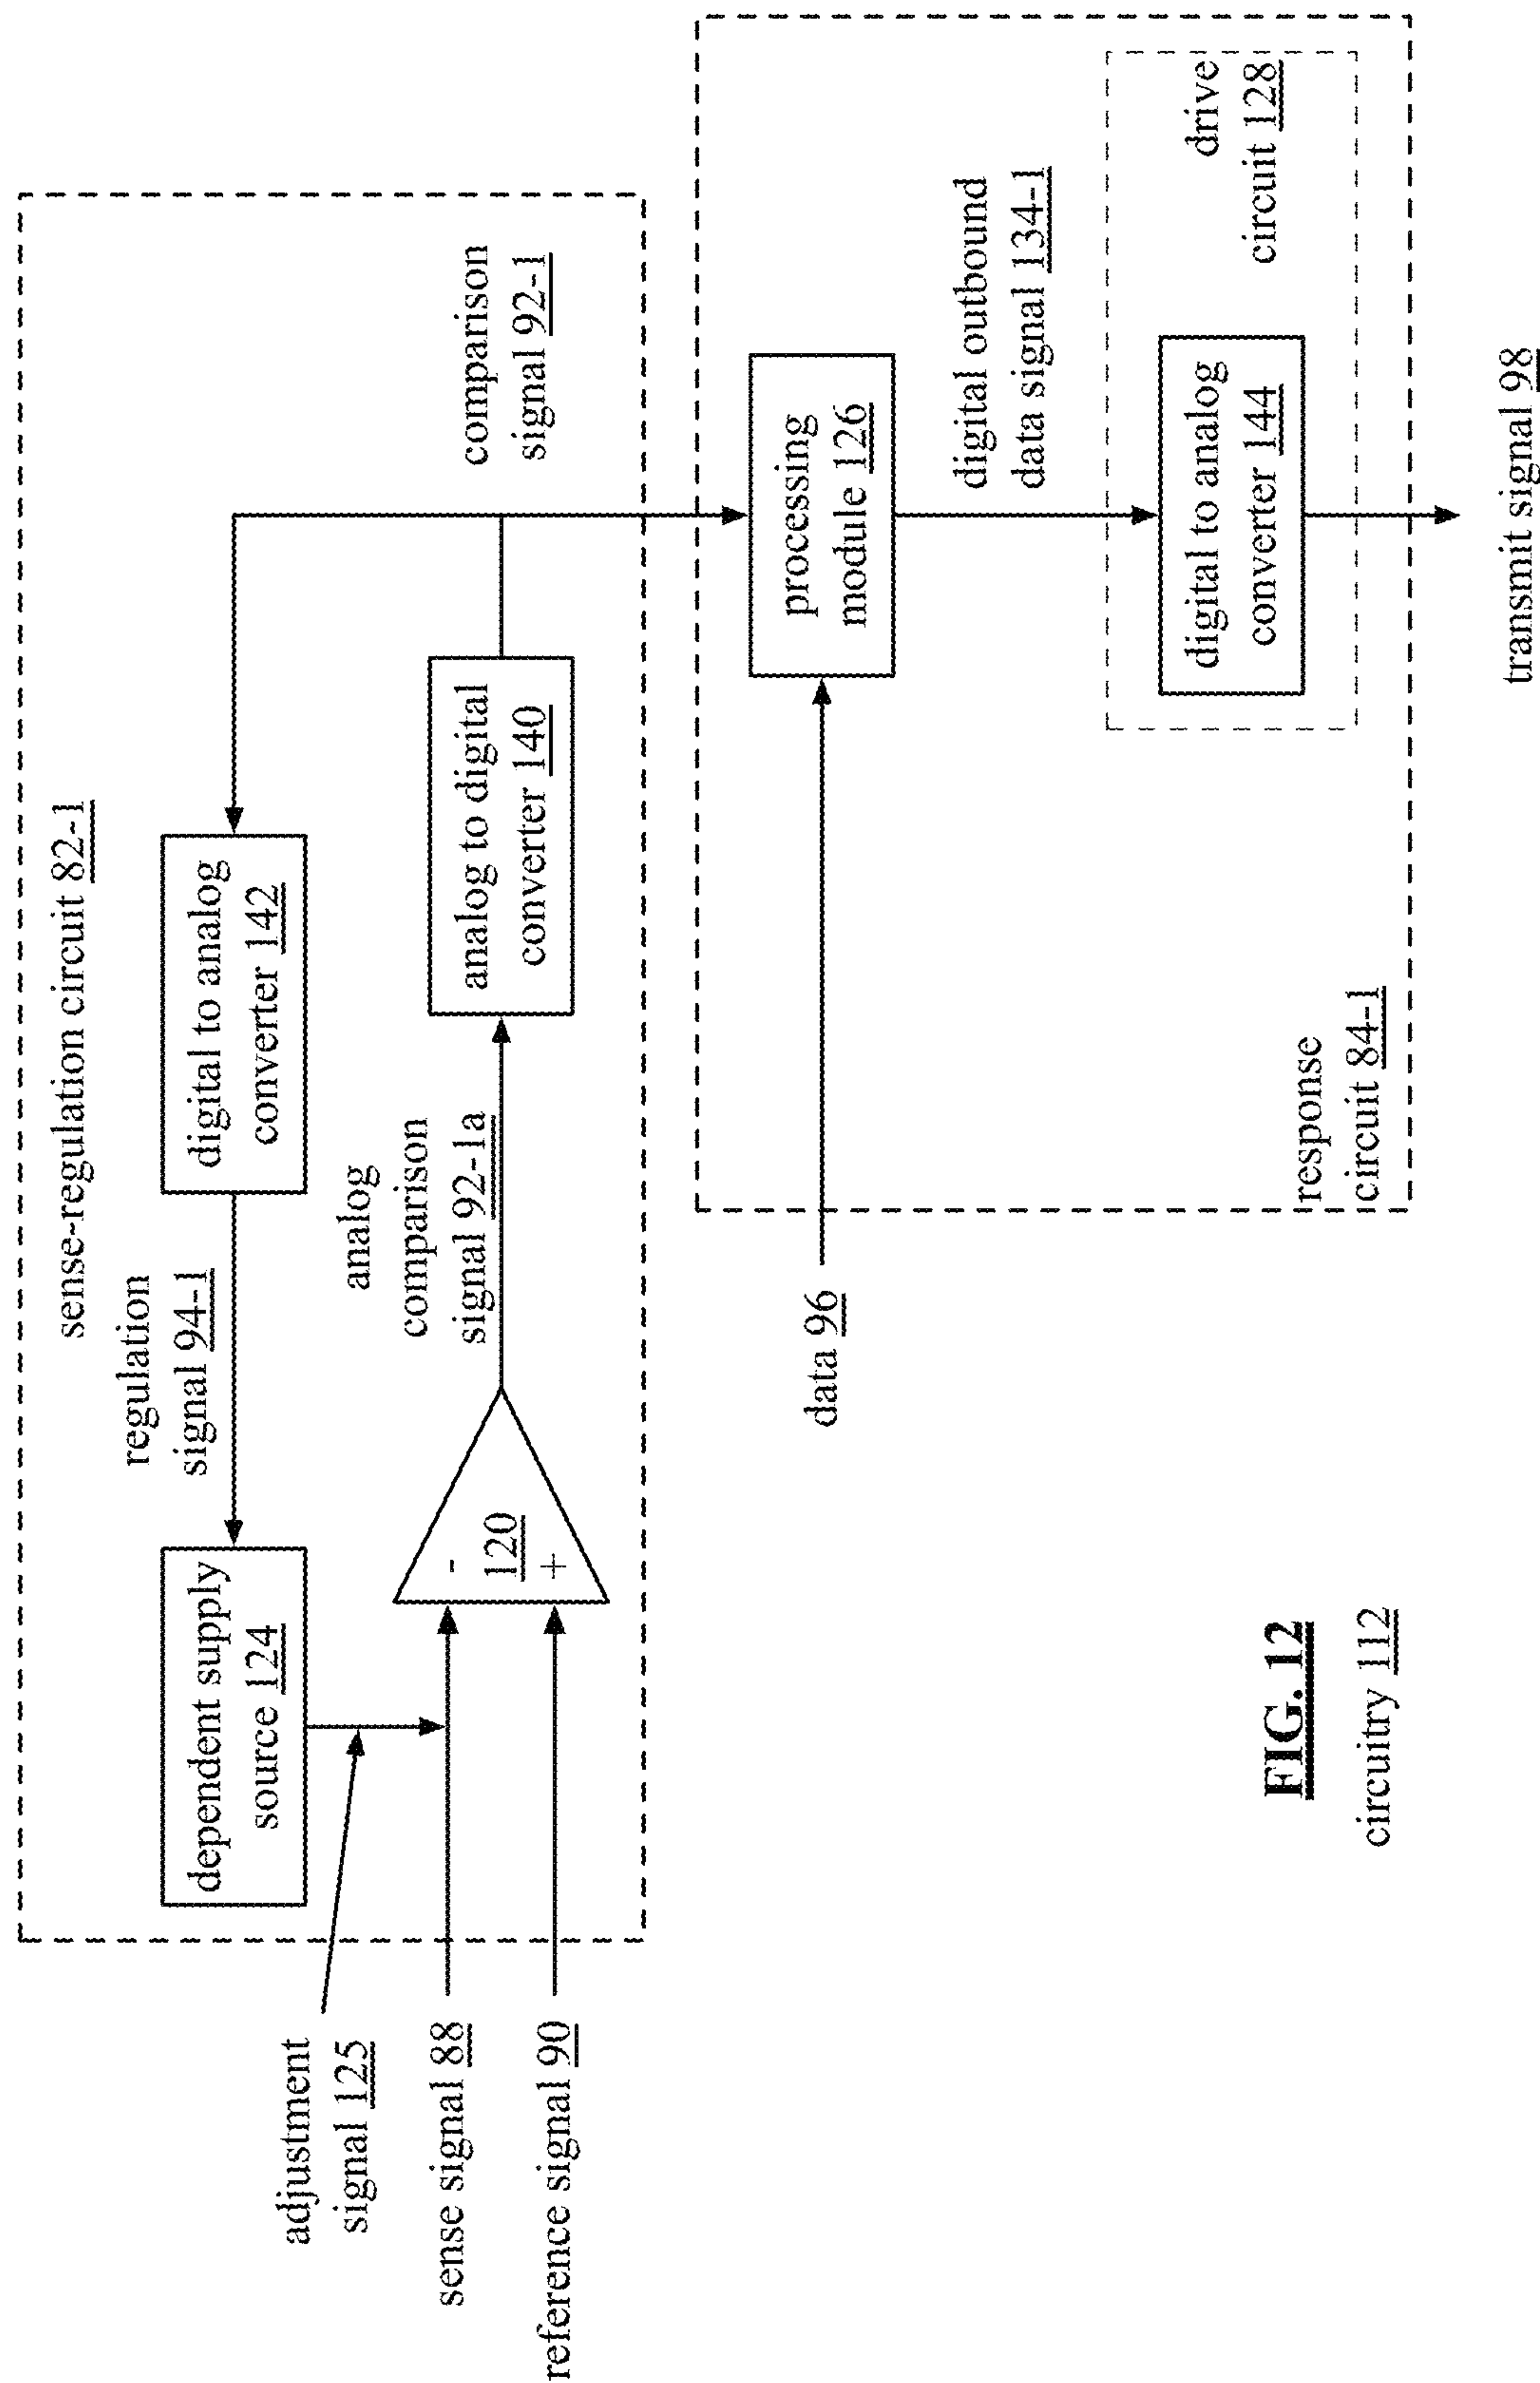 sense-regulation circuit 82-1
adjustment
signal 125
dependent supply
source 124
regulation
signal 94-1
digital to analog
converter 142
sense signal 88
reference signal 90
-
120
+
analog
comparison
signal 92-1a
analog to digital
converter 140
comparison
signal 92-1
data 96
processing
module 126
digital outbound
data signal 134-1
digital to analog
converter 144
drive
circuit 128
response
circuit 84-1
transmit signal 98
FIG. 12
circuitry 112